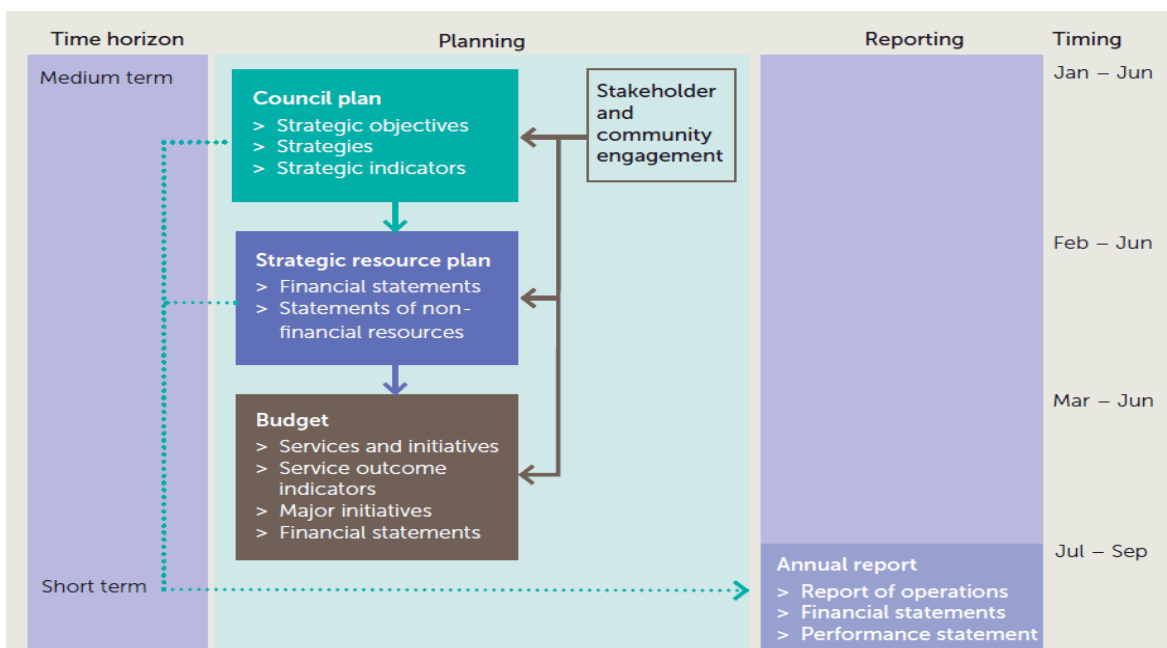 Time horizon
Planning
Reporting
Timing
Medium term
Council plan
> Strategic objectives
> Strategies
> Strategic indicators
Stakeholder
and
community
engagement
Jan – Jun
Strategic resource plan
> Financial statements
> Statements of non-
financial resources
Feb – Jun
Budget
> Services and initiatives
> Service outcome
indicators
> Major initiatives
> Financial statements
Mar – Jun
Short term
Annual report
> Report of operations
> Financial statements
> Performance statement
Jul – Sep